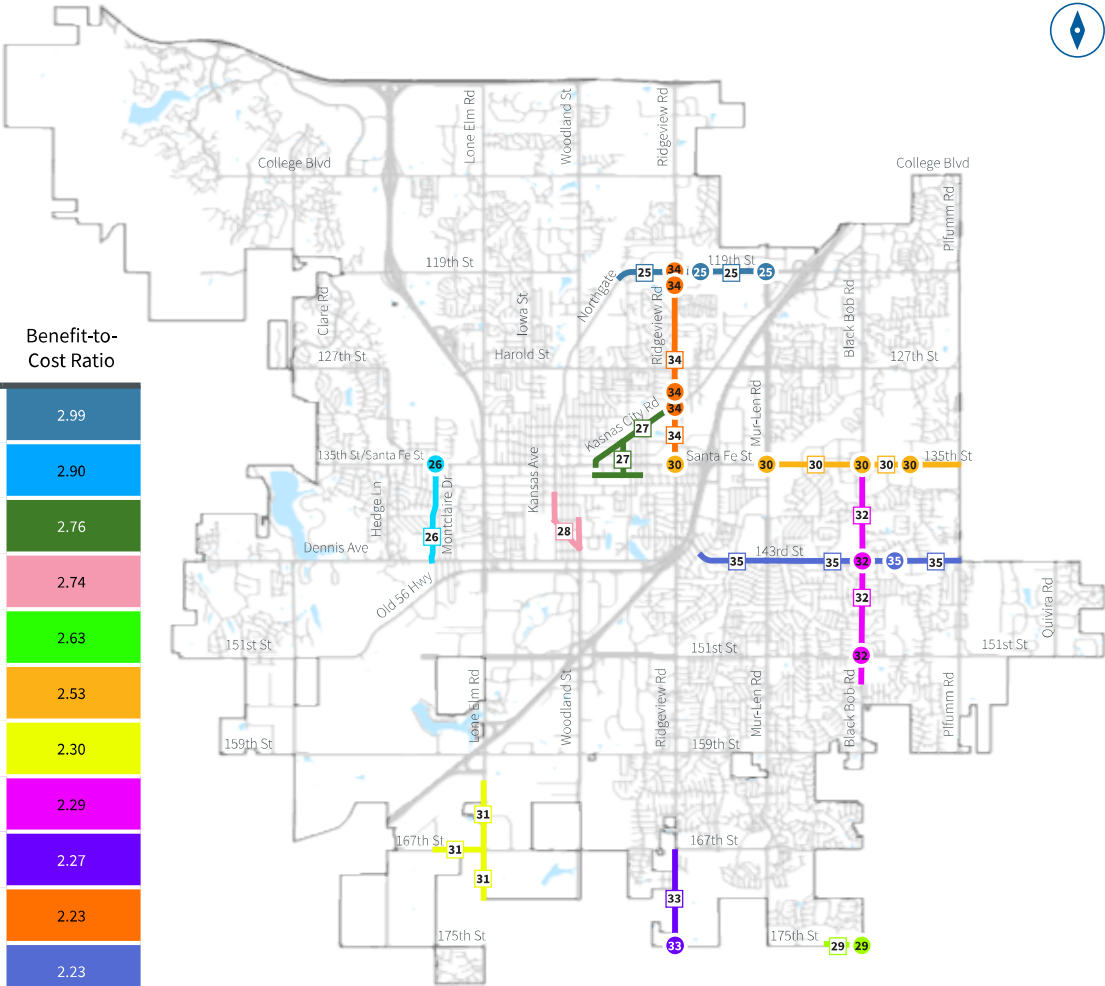 Lone Elm Rd
Woodland St
Ridgeview Rd
College Blvd
College Blvd
Pflumm Rd
119th St
119th St
34
25
25
25
25
34
Northgate
Clare Rd
Iowa St
Ridgeview Rd
Black Bob Rd
Benefit-to-
Cost Ratio
127th St
Harold St
34
127th St
2.99
34
Mur-Len Rd
34
Kasnas City Rd
27
34
2.90
135th St/Santa Fe St
26
27
30
Santa Fe St
30
30
30
30
30
135th St
Kansas Ave
Hedge Ln
Montclaire Dr
2.76
32
28
26
Dennis Ave
143rd St
35
35
32
35
35
2.74
Old 56 Hwy
32
Quivira Rd
2.63
151st St
151st St
32
151st St
2.53
Lone Elm Rd
Woodland St
Ridgeview Rd
Mur-Len Rd
Black Bob Rd
Pflumm Rd
159th St
159th St
2.30
2.29
31
167th St
31
167th St
2.27
31
33
2.23
175th St
33
175th St
29
29
2.23